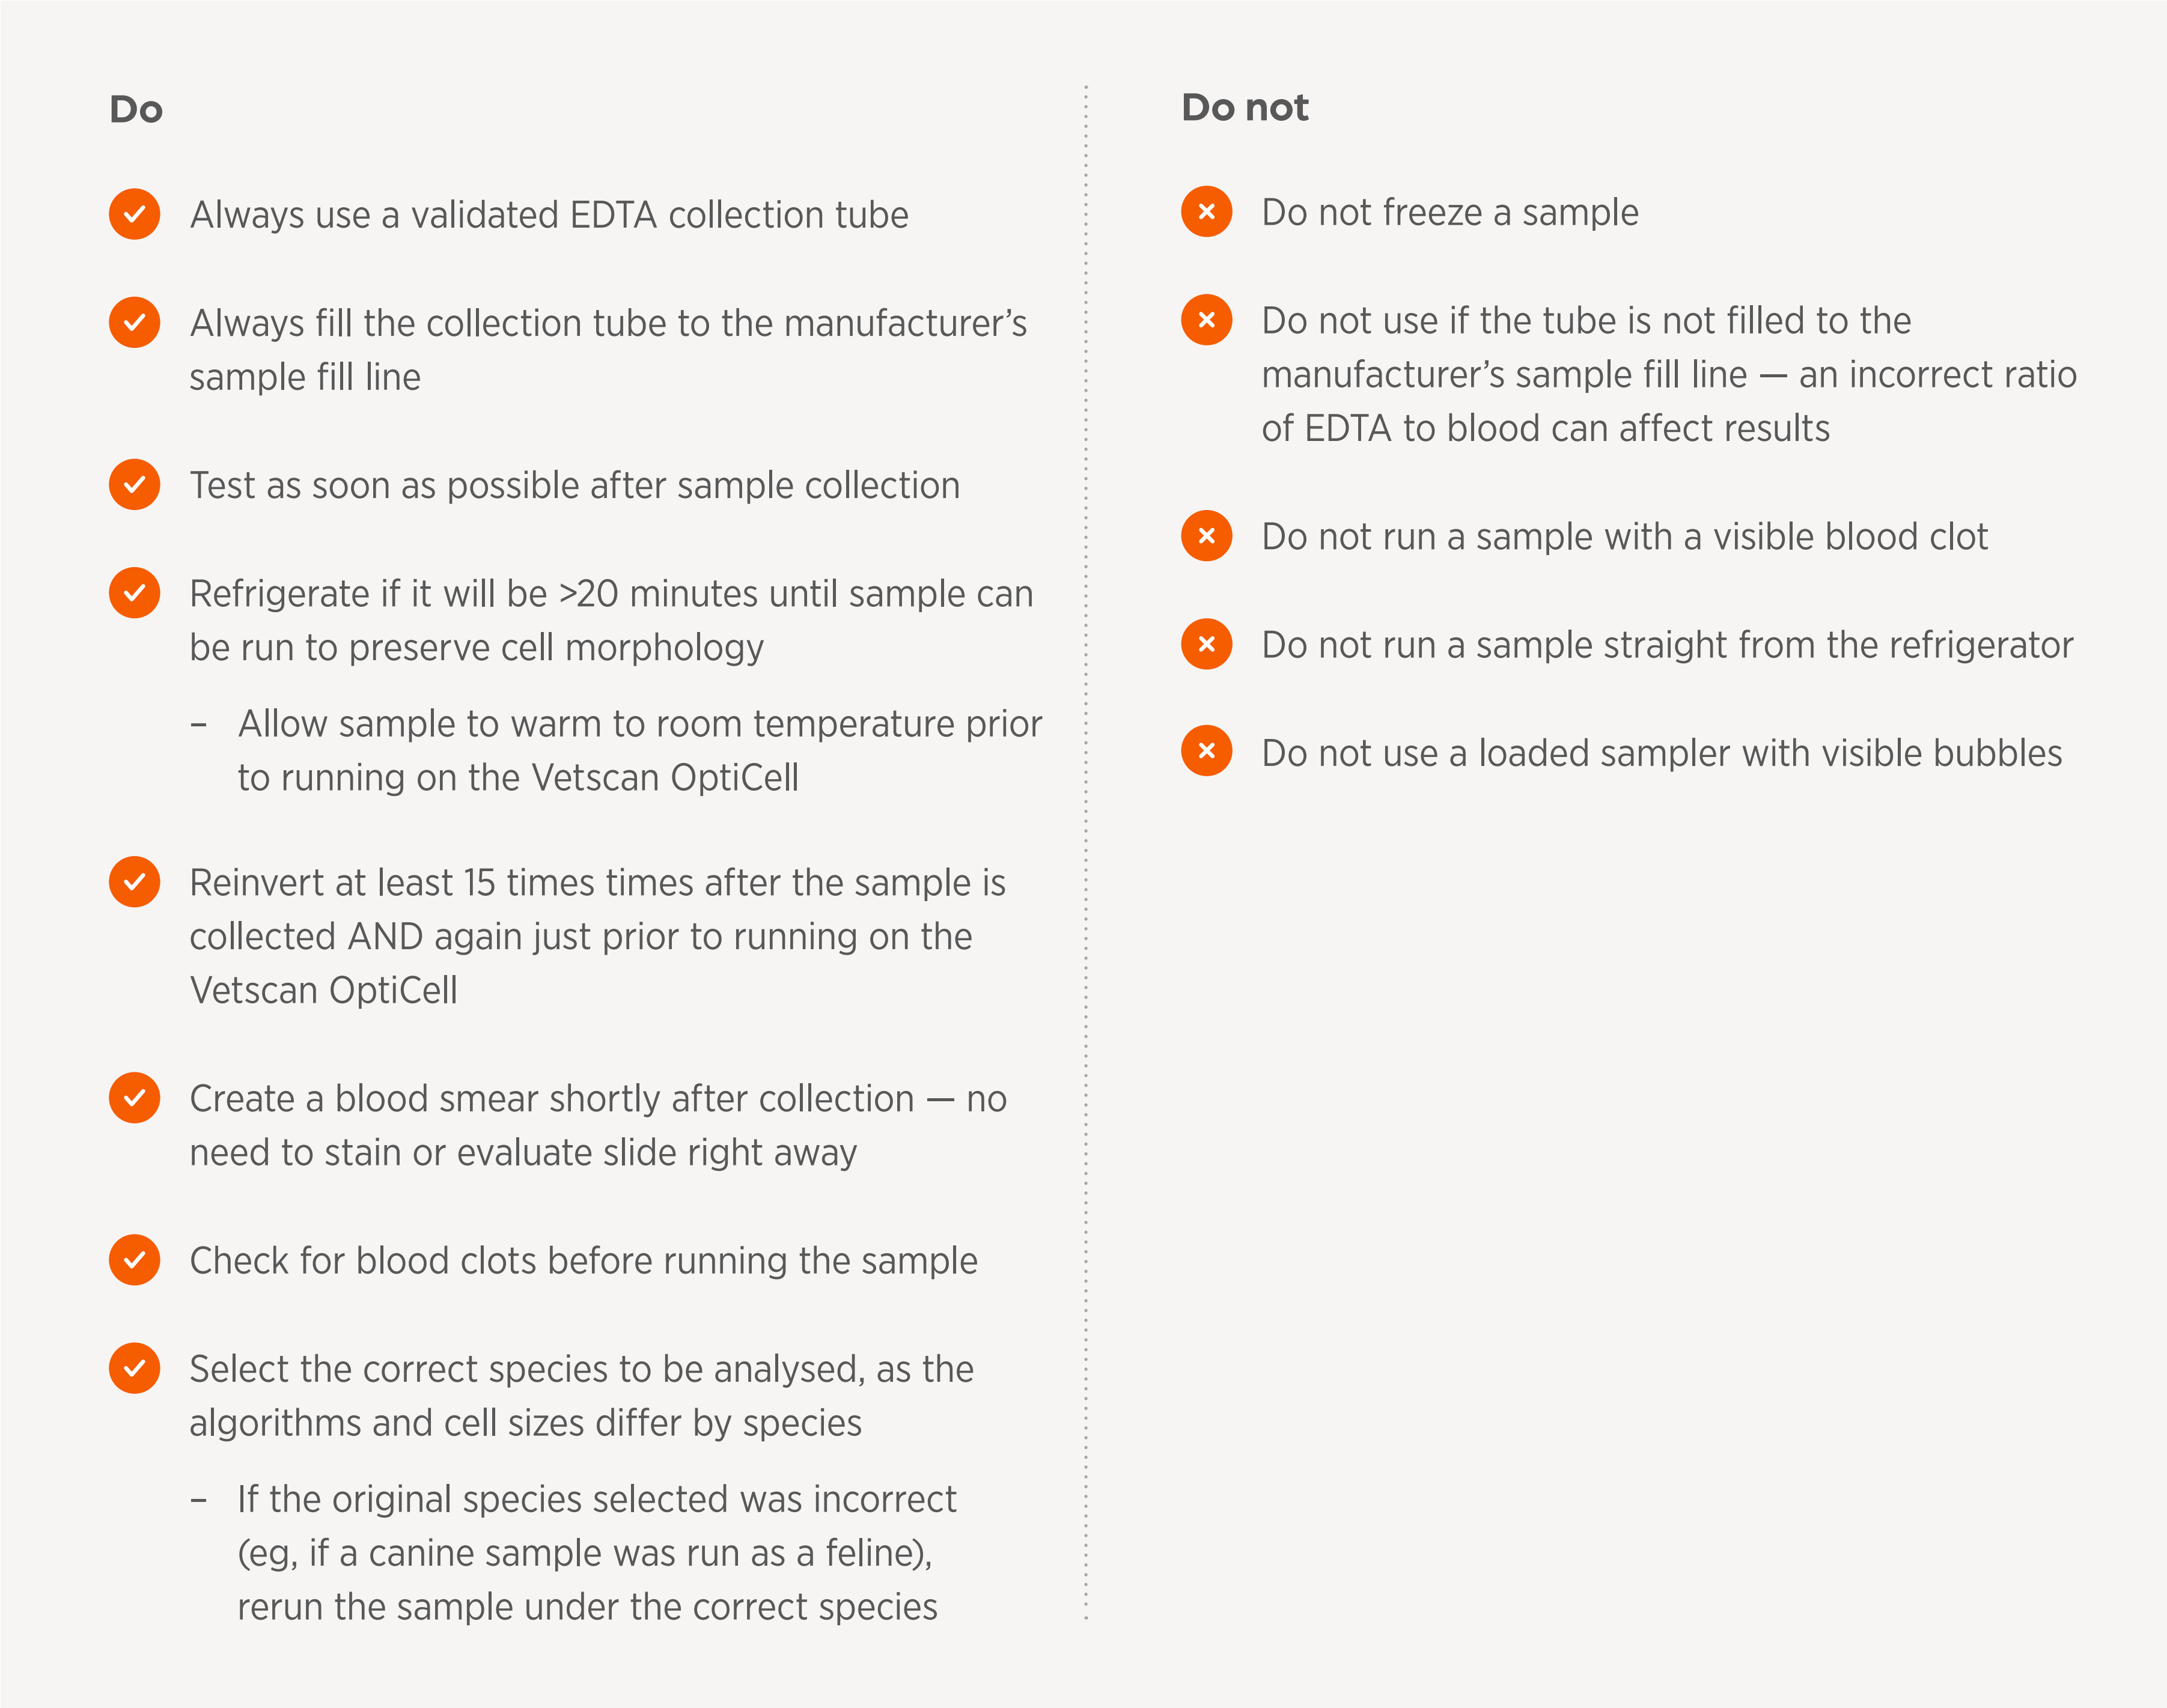 Do
Always use a validated EDTA collection tube
Always fill the collection tube to the manufacturer’s
sample fill line
Test as soon as possible after sample collection
Refrigerate if it will be >20 minutes until sample can
be run to preserve cell morphology
– Allow sample to warm to room temperature prior
to running on the Vetscan OptiCell
Reinvert at least 15 times times after the sample is
collected AND again just prior to running on the
Vetscan OptiCell
Create a blood smear shortly after collection — no
need to stain or evaluate slide right away
Check for blood clots before running the sample
Select the correct species to be analysed, as the
algorithms and cell sizes differ by species
– If the original species selected was incorrect
(eg, if a canine sample was run as a feline),
rerun the sample under the correct species
Do not
Do not freeze a sample
Do not use if the tube is not filled to the
manufacturer’s sample fill line — an incorrect ratio
of EDTA to blood can affect results
Do not run a sample with a visible blood clot
Do not run a sample straight from the refrigerator
Do not use a loaded sampler with visible bubbles